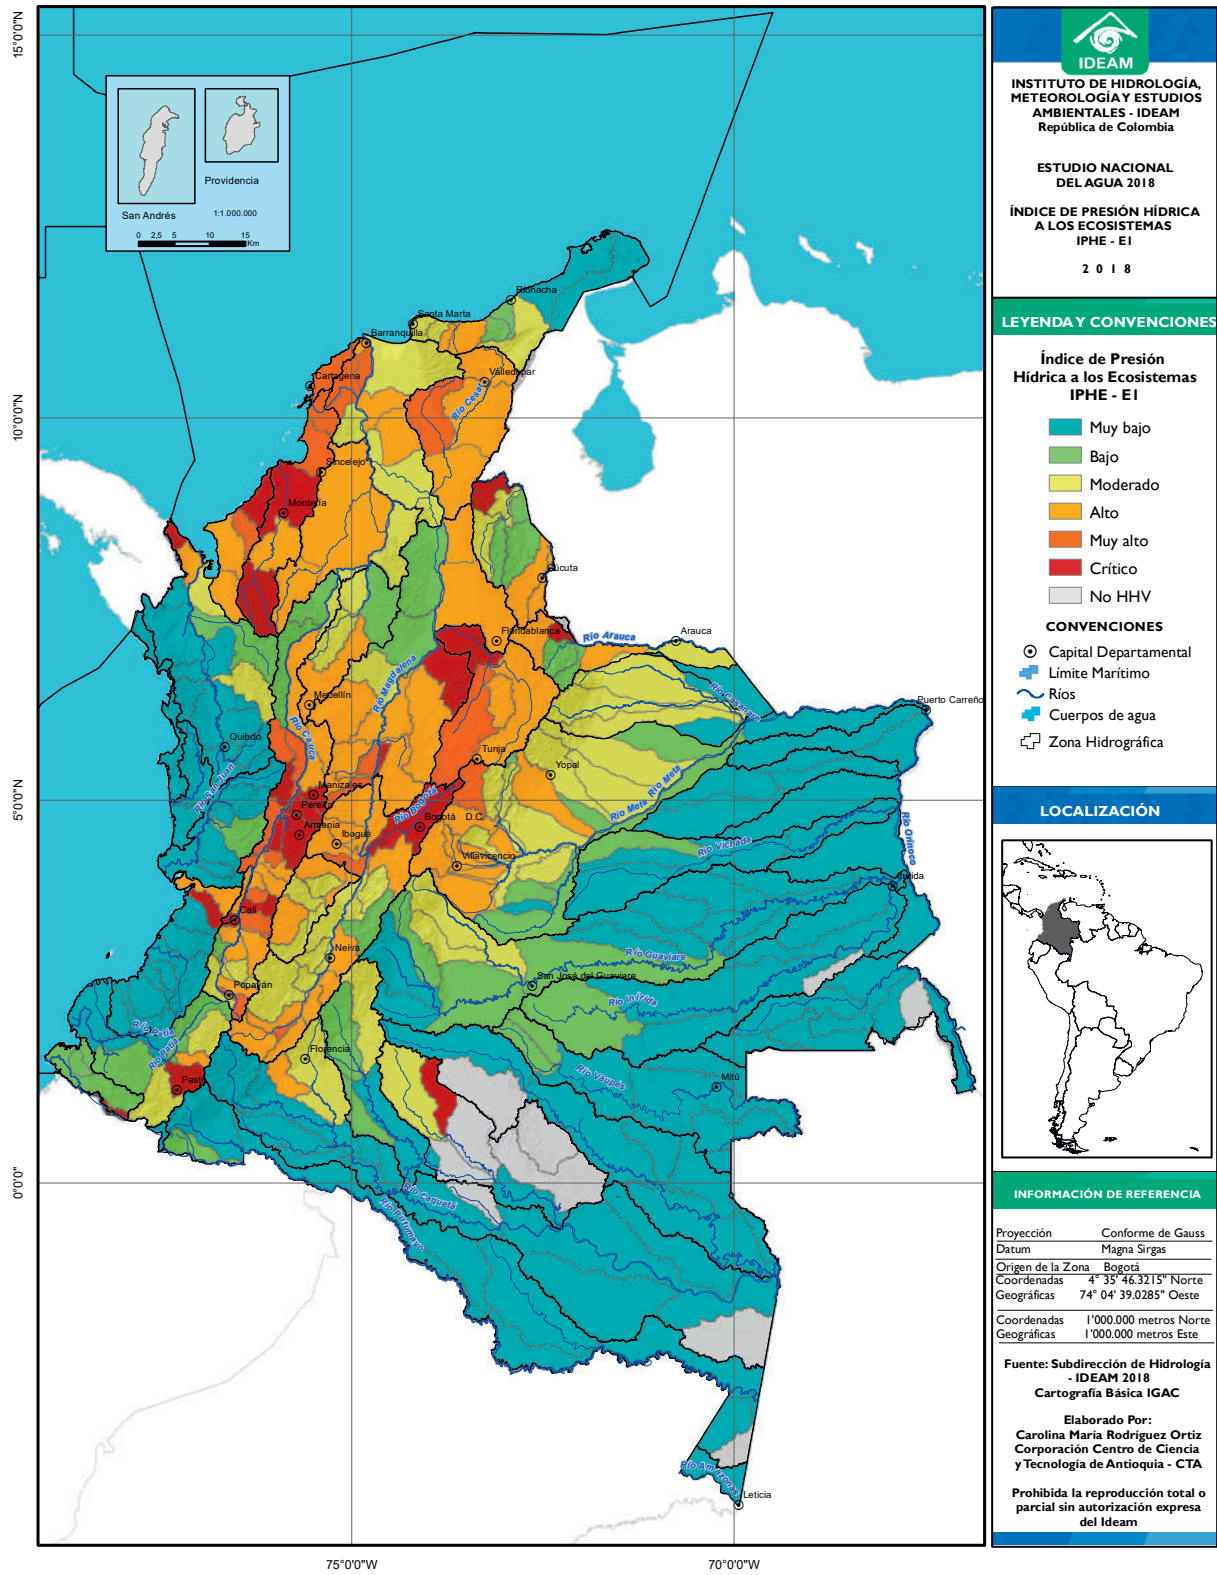 15°0'0"N
10°0'0"N
5°0'0"N
0°0'0"
75°0'0"W
70°0'0"W
San Andrés
Providencia
1:1.000.000
0 2,5 5 10 15
Km
Riohacha
Santa Marta
Barranquilla
Cartagena
Valledupar
Río Cesar
Sincelejo
Montería
Cúcuta
Floridablanca
Río Arauca
Arauca
Río Magdalena
Medellín
Río Casanare
Puerto Carreño
Río Cauca
Quibdo
Tunja
Yopal
Río San Juan
Manizales
Río Meta
Río Meta
Pereira
Río Bogotá
Armenia
Bogotá D.C.
Ibagué
Río Vichada
Río Orinoco
Villavicencio
Inírida
Cali
Neiva
Río Guaviare
San José del Guaviare
Popayán
Río Inírida
Río Patía
Río Patía
Florencia
Río Vaupés
Mitú
Pasto
Río Caquetá
Río Putumayo
Río Amazonas
Leticia
IDEAM
INSTITUTO DE HIDROLOGÍA,
METEOROLOGÍA Y ESTUDIOS
AMBIENTALES - IDEAM
República de Colombia
ESTUDIO NACIONAL
DEL AGUA 2018
ÍNDICE DE PRESIÓN HÍDRICA
A LOS ECOSISTEMAS
IPHE - E1
2 0 1 8
LEYENDA Y CONVENCIONES
Índice de Presión
Hídrica a los Ecosistemas
IPHE - E1
Muy bajo
Bajo
Moderado
Alto
Muy alto
Crítico
No HHV
CONVENCIONES
Capital Departamental
Límite Marítimo
Ríos
Cuerpos de agua
Zona Hidrográfica
LOCALIZACIÓN
INFORMACIÓN DE REFERENCIA
Proyección Conforme de Gauss
Datum Magna Sirgas
Origen de la Zona Bogotá
Coordenadas 4° 35' 46.3215" Norte
Geográficas 74° 04' 39.0285" Oeste
Coordenadas 1'000.000 metros Norte
Geográficas 1'000.000 metros Este
Fuente: Subdirección de Hidrología
- IDEAM 2018
Cartografía Básica IGAC
Elaborado Por:
Carolina María Rodríguez Ortiz
Corporación Centro de Ciencia
y Tecnología de Antioquia - CTA
Prohibida la reproducción total o
parcial sin autorización expresa
del Ideam